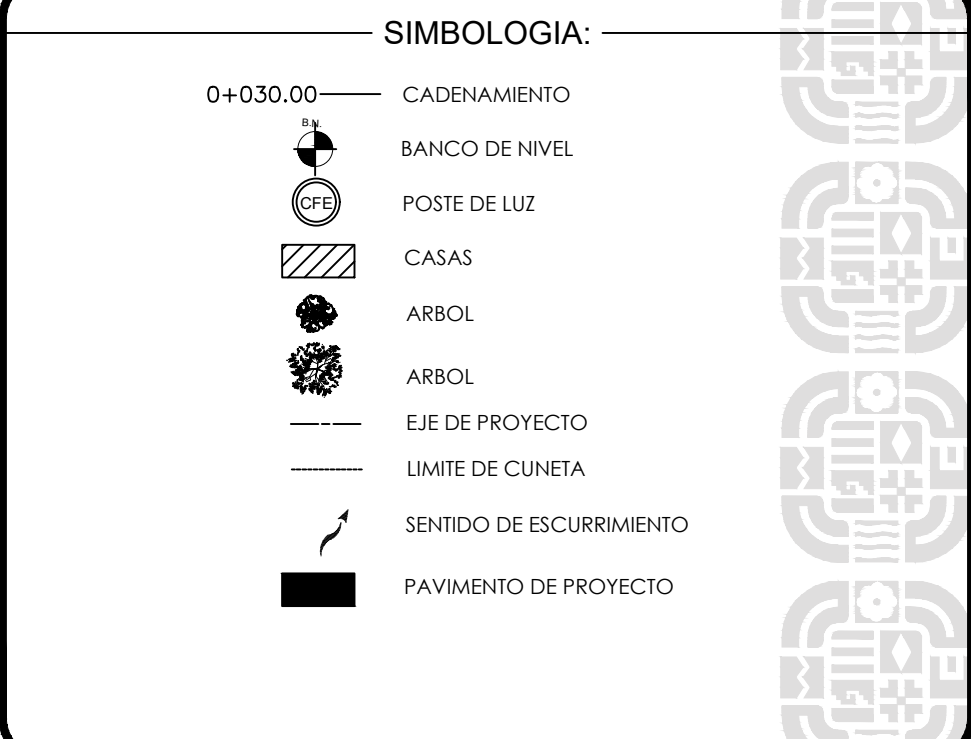 SIMBOLOGIA:
0+030.00 CADENAMIENTO
B.N.
BANCO DE NIVEL
CFE POSTE DE LUZ
CASAS
ARBOL
ARBOL
EJE DE PROYECTO
LIMITE DE CUNETA
SENTIDO DE ESCURRIMIENTO
PAVIMENTO DE PROYECTO